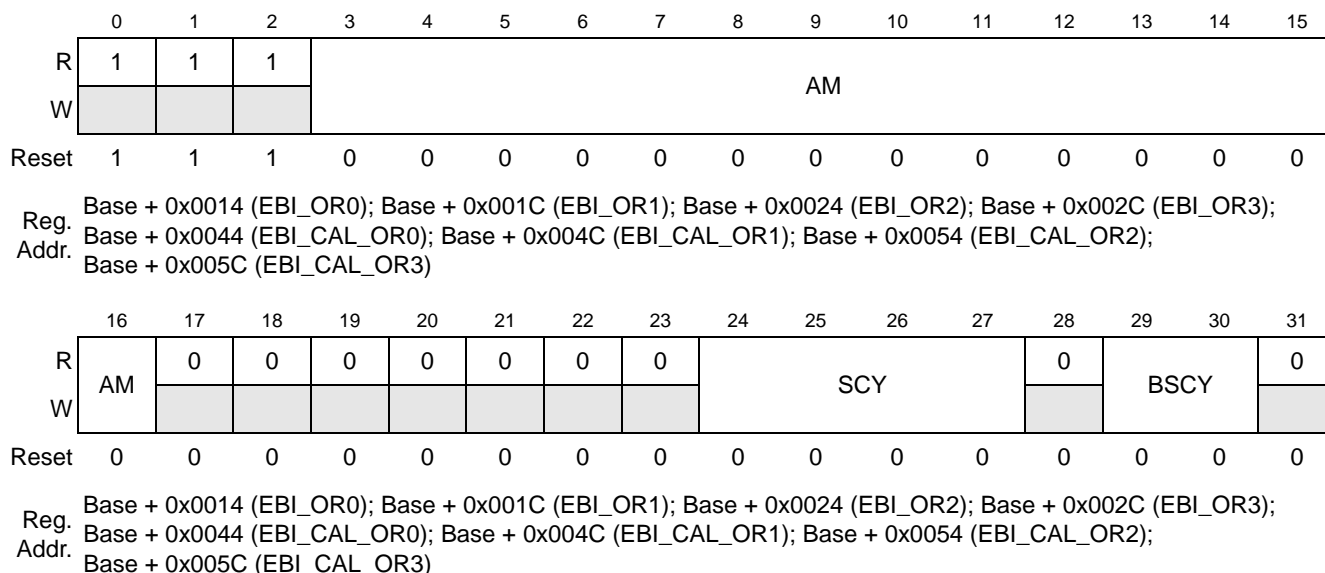 0 1 2 3 4 5 6 7 8 9 10 11 12 13 14 15
R 1 1 1 AM
W
Reset 1 1 1 0 0 0 0 0 0 0 0 0 0 0 0 0
Reg. Addr. Base + 0x0014 (EBI_OR0); Base + 0x001C (EBI_OR1); Base + 0x0024 (EBI_OR2); Base + 0x002C (EBI_OR3);
Base + 0x0044 (EBI_CAL_OR0); Base + 0x004C (EBI_CAL_OR1); Base + 0x0054 (EBI_CAL_OR2);
Base + 0x005C (EBI_CAL_OR3)
16 17 18 19 20 21 22 23 24 25 26 27 28 29 30 31
R AM 0 0 0 0 0 0 0 SCY 0 BSCY 0
W
Reset 0 0 0 0 0 0 0 0 0 0 0 0 0 0 0 0
Reg. Addr. Base + 0x0014 (EBI_OR0); Base + 0x001C (EBI_OR1); Base + 0x0024 (EBI_OR2); Base + 0x002C (EBI_OR3);
Base + 0x0044 (EBI_CAL_OR0); Base + 0x004C (EBI_CAL_OR1); Base + 0x0054 (EBI_CAL_OR2);
Base + 0x005C (EBI_CAL_OR3)